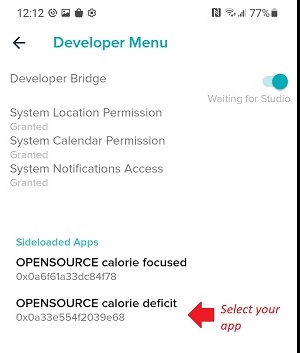 12:12 77%
Developer Menu
Developer Bridge
Waiting for Studio
System Location Permission
Granted
System Calendar Permission
Granted
System Notifications Access
Granted
Sideloaded Apps
OPENSOURCE calorie focused
0x0a6f61a33dc84f78
OPENSOURCE calorie deficit
0x0a33e554f2039e68
Select your
app